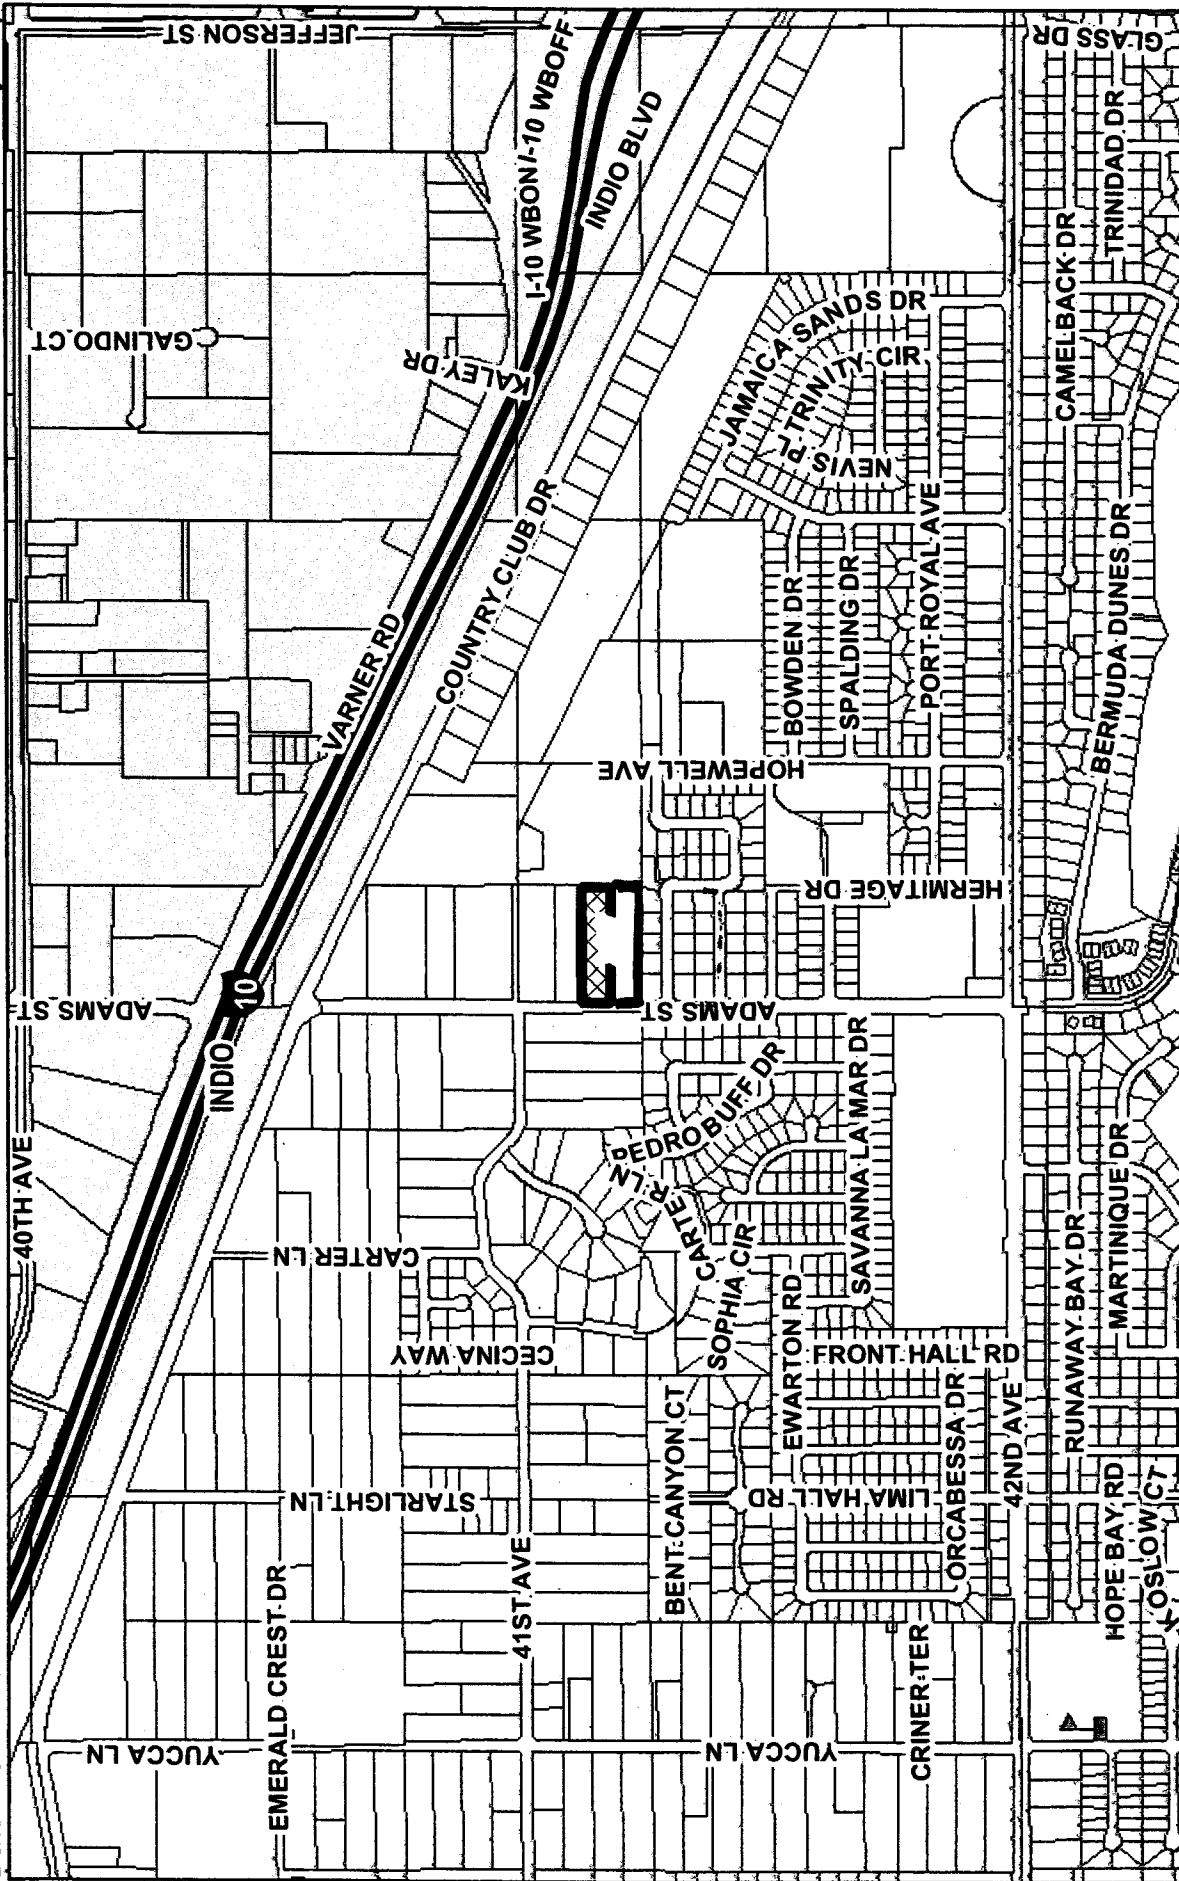 JEFFERSON ST
GLASS DR
I-10 WBON/I-10 WBOFF
INDIO BLVD
TRINIDAD DR
CAMELBACK DR
GALINDO CT
KALEY DR
JAMAICA SANDS DR
TRINITY CIR
NEVIS PL
COUNTRY CLUB DR
PORT ROYAL AVE
BERMUDA DUNES DR
BOWDEN DR
SPALDING DR
VARNER RD
HOPEWELL AVE
HERMITAGE DR
ADAMS ST
10
INDIO
ADAMS ST
PEDRO BUFF DR
SAVANNA LA MAR DR
40TH AVE
CARTER LN
CARTER LN
SOPHIA CIR
MARTINIQUE DR
RUNAWAY BAY DR
CECINA WAY
EWARTON RD
FRONT HALL RD
BENT CANYON CT
ORCABESSA DR
42ND AVE
STARLIGHT LN
LIMA HALL RD
HOPE BAY RD
OSLOW CT
EMERALD CREST DR
41ST AVE
CRINER TER
YUCCA LN
YUCCA LN